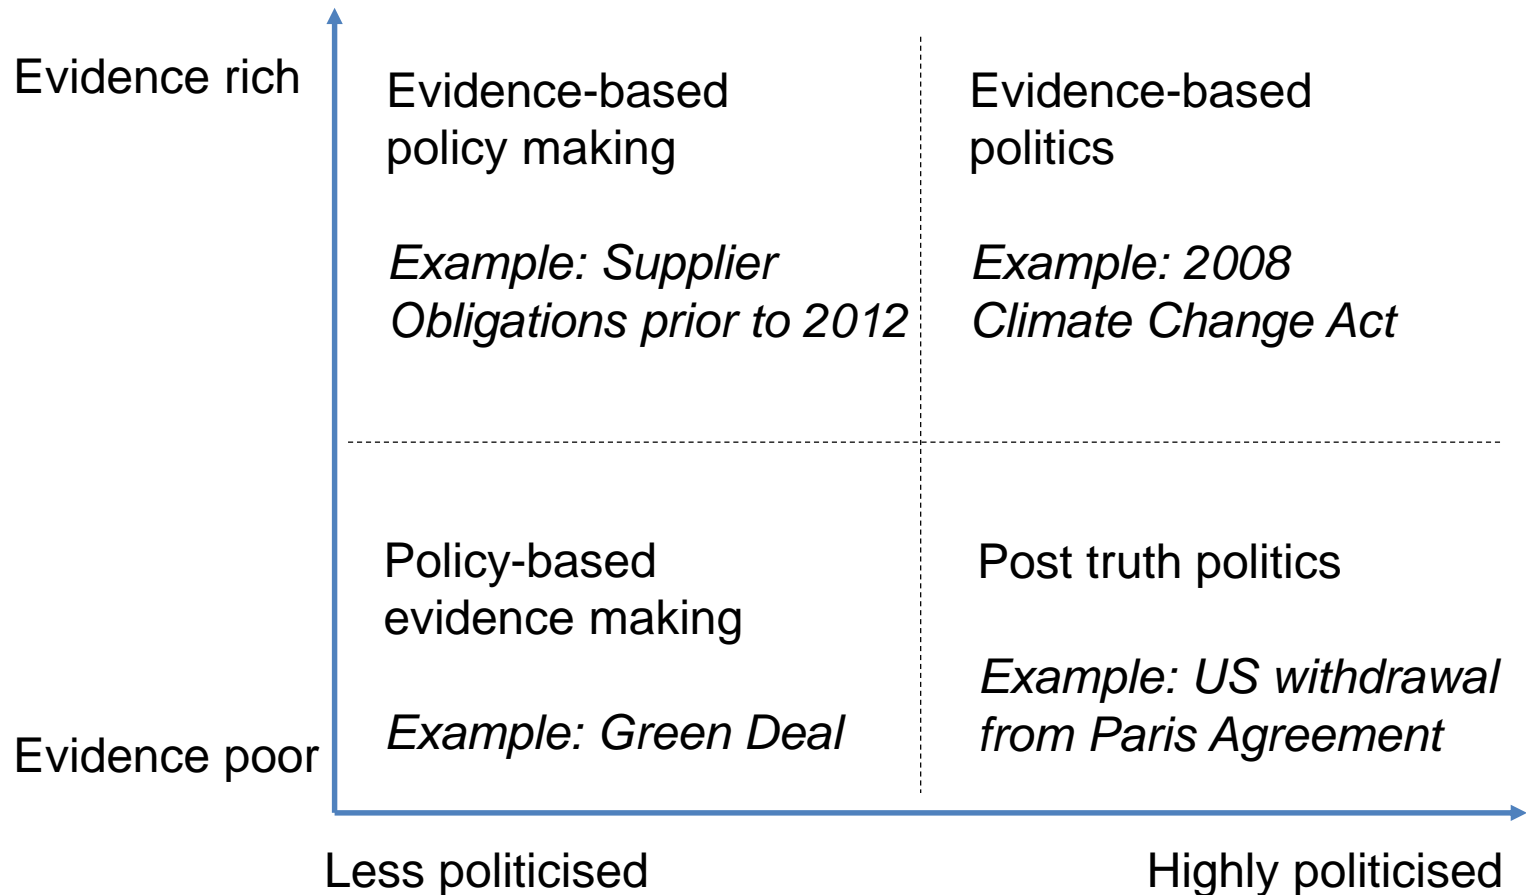 Evidence rich
Evidence-based
policy making
Example: Supplier
Obligations prior to 2012
Evidence-based
politics
Example: 2008
Climate Change Act
Policy-based
evidence making
Example: Green Deal
Post truth politics
Example: US withdrawal
from Paris Agreement
Evidence poor
Less politicised
Highly politicised